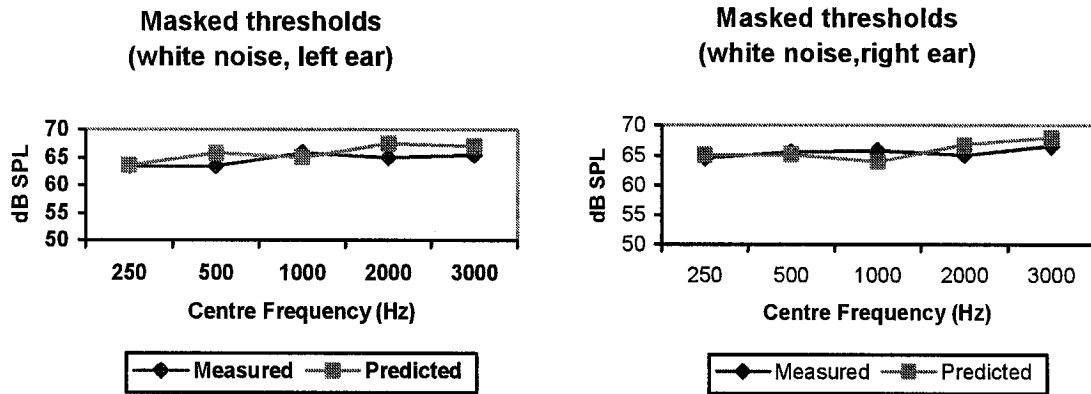 Masked thresholds
(white noise, left ear)
70
65
60
55
50
dB SPL
250 500 1000 2000 3000
Centre Frequency (Hz)
Measured Predicted
Masked thresholds
(white noise,right ear)
70
65
60
55
50
dB SPL
250 500 1000 2000 3000
Centre Frequency (Hz)
Measured Predicted